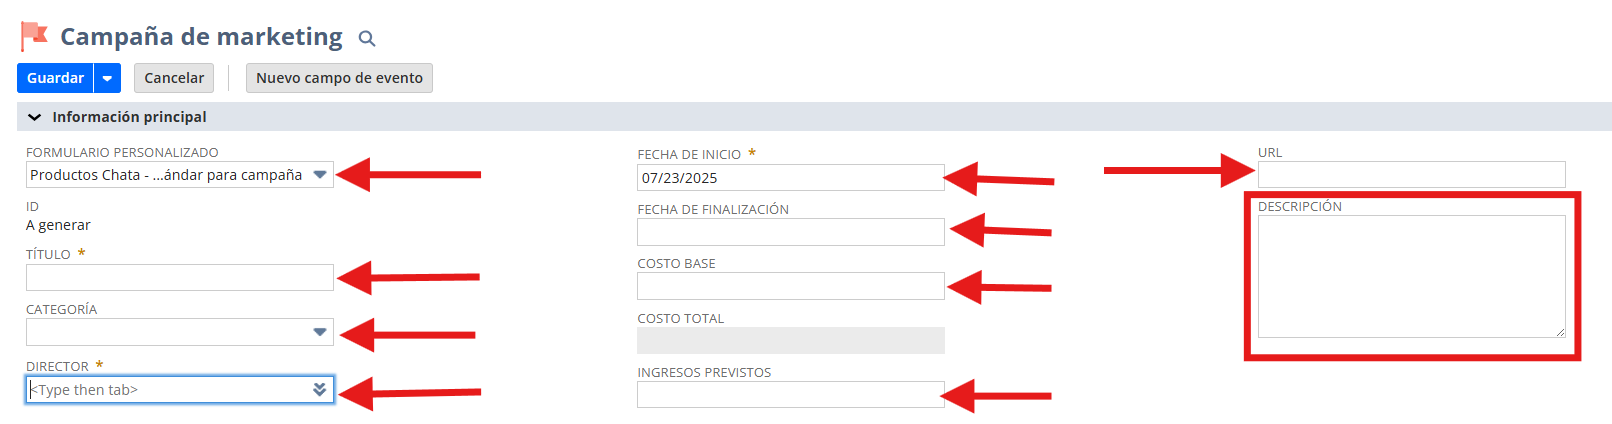 Campaña de marketing
Guardar
Cancelar
Nuevo campo de evento
Información principal
FORMULARIO PERSONALIZADO
Productos Chata - ...ándar para campaña
ID
A generar
TÍTULO *
CATEGORÍA
DIRECTOR *
<Type then tab>
FECHA DE INICIO *
07/23/2025
FECHA DE FINALIZACIÓN
COSTO BASE
COSTO TOTAL
INGRESOS PREVISTOS
URL
DESCRIPCIÓN